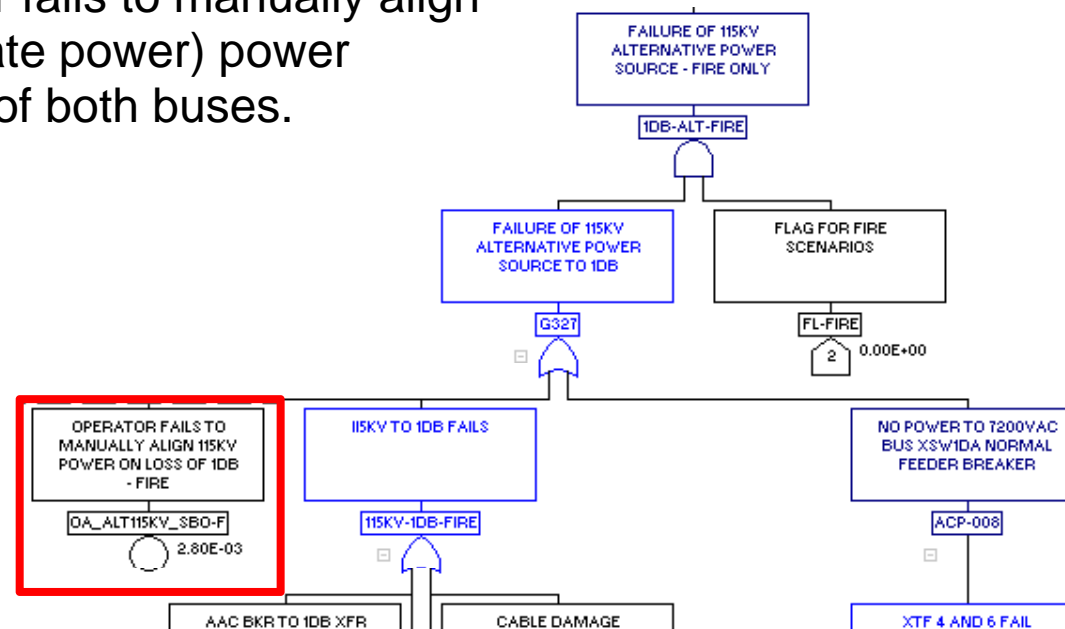 fails to manually align
ate power) power
of both buses.
FAILURE OF 115KV
ALTERNATIVE POWER
SOURCE - FIRE ONLY
1DB-ALT-FIRE
FAILURE OF 115KV
ALTERNATIVE POWER
SOURCE TO 1DB
G327
FLAG FOR FIRE
SCENARIOS
FL-FIRE
2
0.00E+00
OPERATOR FAILS TO
MANUALLY ALIGN 115KV
POWER ON LOSS OF 1DB
- FIRE
OA_ALT115KV_SBO-F
2.80E-03
115KV TO 1DB FAILS
115KV-1DB-FIRE
NO POWER TO 7200VAC
BUS XSW1DA NORMAL
FEEDER BREAKER
ACP-008
AAC BKR TO 1DB XFR
CABLE DAMAGE
XTF 4 AND 6 FAIL